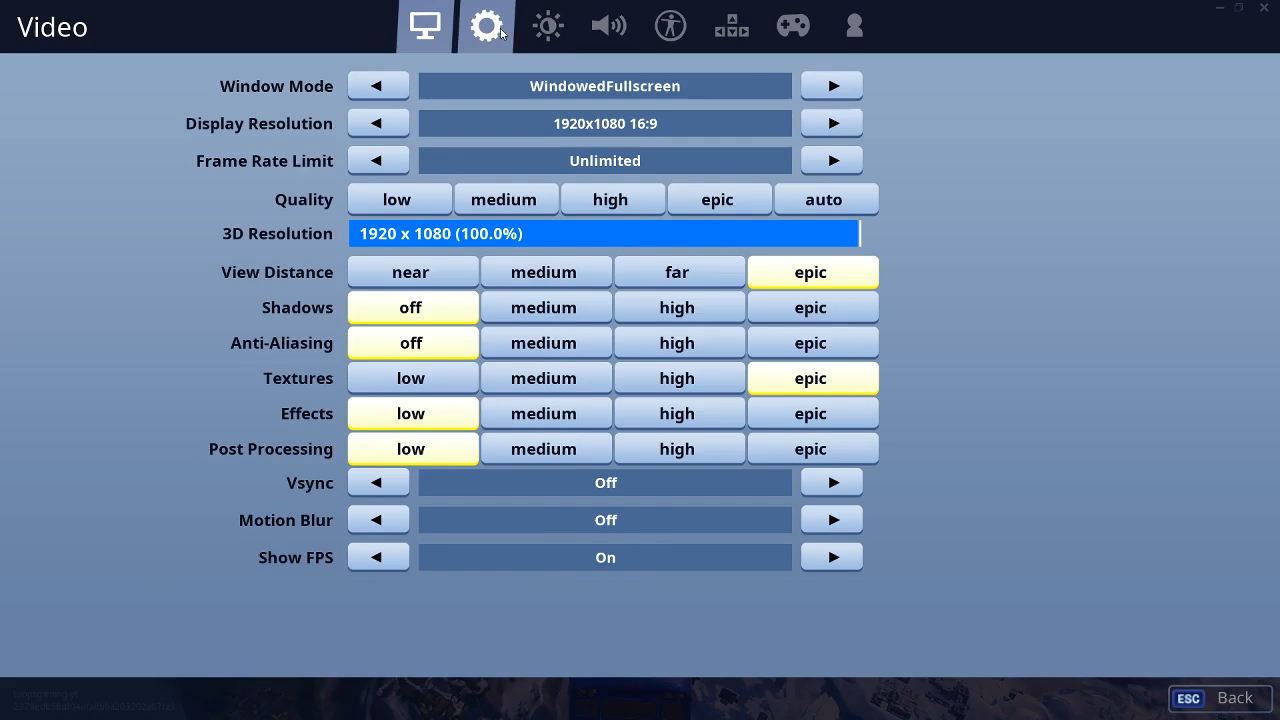 Video
Window Mode ◄ WindowedFullscreen ►
Display Resolution ◄ 1920x1080 16:9 ►
Frame Rate Limit ◄ Unlimited ►
Quality low medium high epic auto
3D Resolution 1920 x 1080 (100.0%)
View Distance near medium far epic
Shadows off medium high epic
Anti-Aliasing off medium high epic
Textures low medium high epic
Effects low medium high epic
Post Processing low medium high epic
Vsync ◄ Off ►
Motion Blur ◄ Off ►
Show FPS ◄ On ►
ESC Back